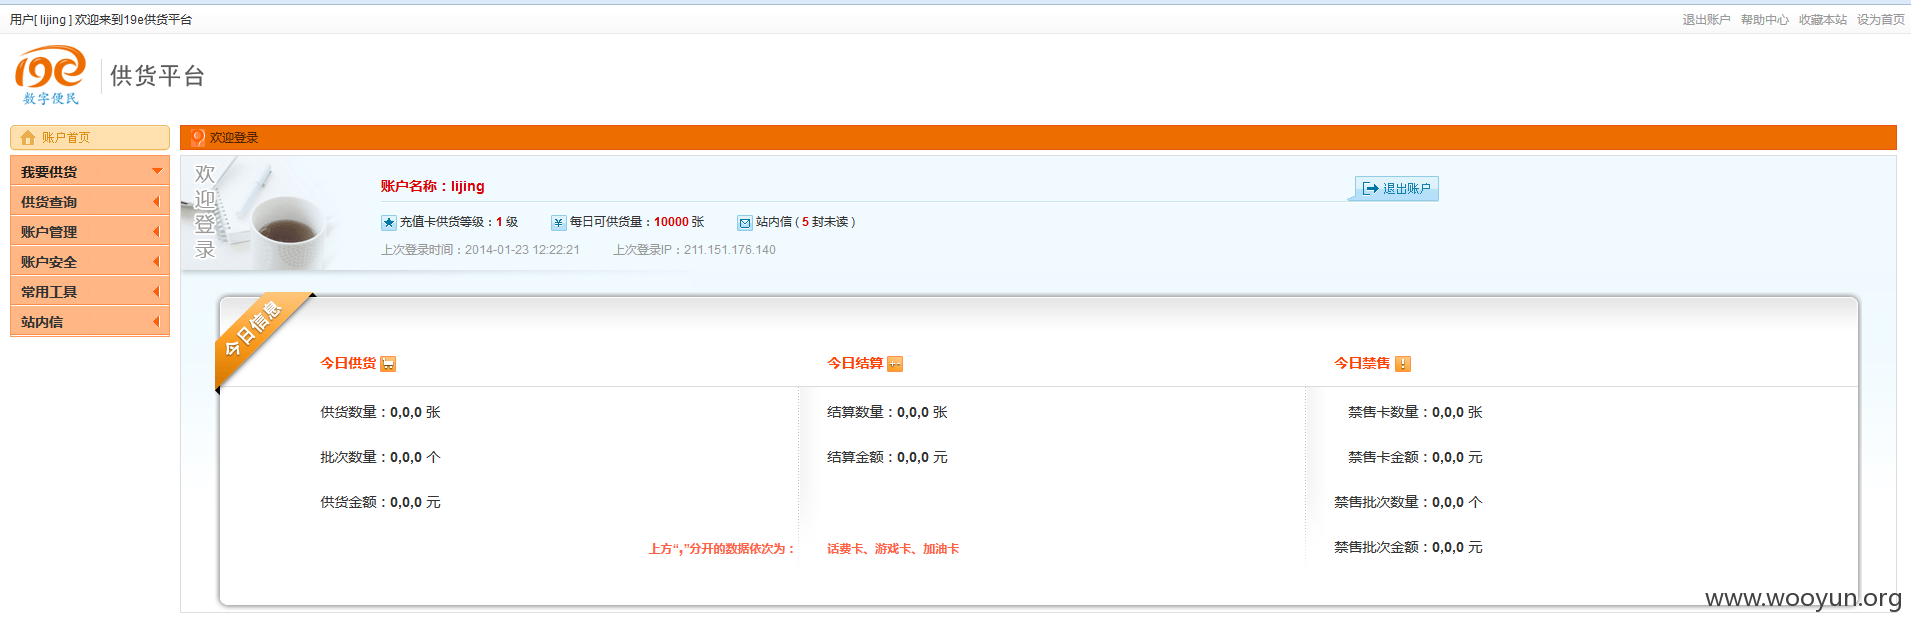 用户[ lijing ] 欢迎来到19e供货平台
退出账户 帮助中心 收藏本站 设为首页
19e
数字便民
供货平台
账户首页
我要供货
供货查询
账户管理
账户安全
常用工具
站内信
欢迎登录
欢迎登录
账户名称：lijing
退出账户
充值卡供货等级：1 级 ¥ 每日可供货量：10000 张 站内信 ( 5 封未读 )
上次登录时间：2014-01-23 12:22:21 上次登录IP：211.151.176.140
今日信息
今日供货
供货数量：0,0,0 张
批次数量：0,0,0 个
供货金额：0,0,0 元
今日结算
结算数量：0,0,0 张
结算金额：0,0,0 元
今日禁售
禁售卡数量：0,0,0 张
禁售卡金额：0,0,0 元
禁售批次数量：0,0,0 个
禁售批次金额：0,0,0 元
上方“,”分开的数据依次为： 话费卡、游戏卡、加油卡
www.wooyun.org